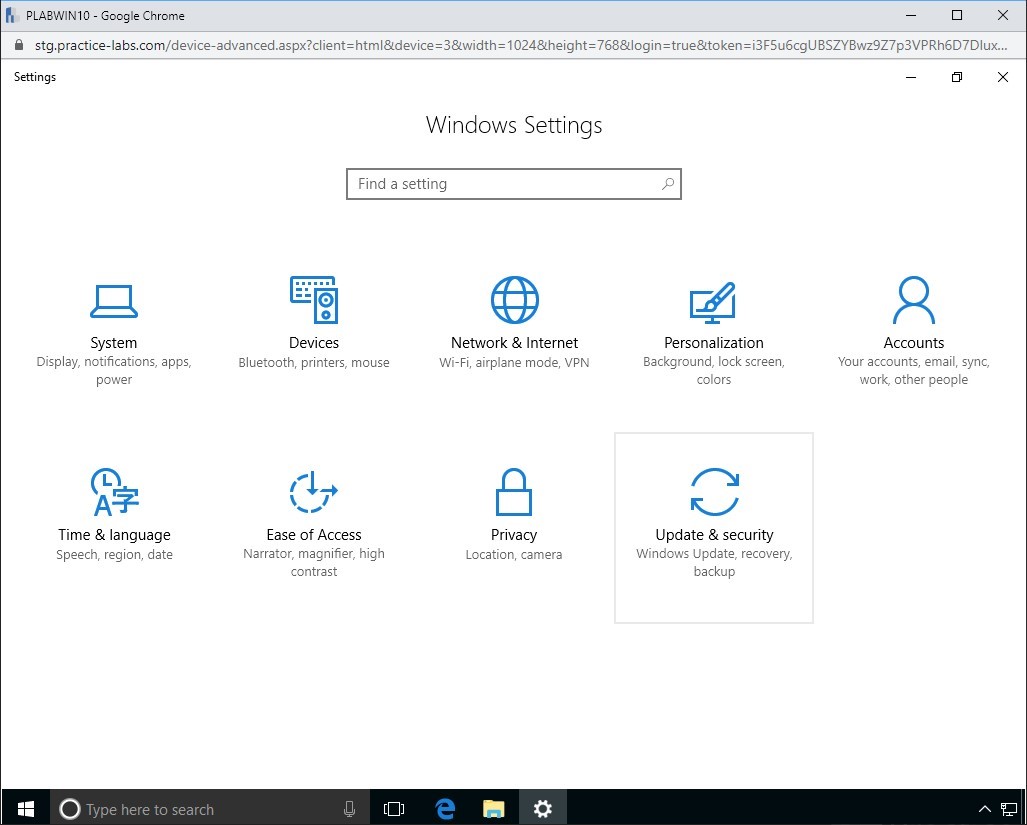 PLABWIN10 - Google Chrome
stg.practice-labs.com/device-advanced.aspx?client=html&device=3&width=1024&height=768&login=true&token=i3F5u6cgUBSZYBwz9Z7p3VPRh6D7DIux...
Settings
Windows Settings
Find a setting
System
Display, notifications, apps,
power
Devices
Bluetooth, printers, mouse
Network & Internet
Wi-Fi, airplane mode, VPN
Personalization
Background, lock screen,
colors
Accounts
Your accounts, email, sync,
work, other people
A字
Time & language
Speech, region, date
Ease of Access
Narrator, magnifier, high
contrast
Privacy
Location, camera
Update & security
Windows Update, recovery,
backup
Type here to search